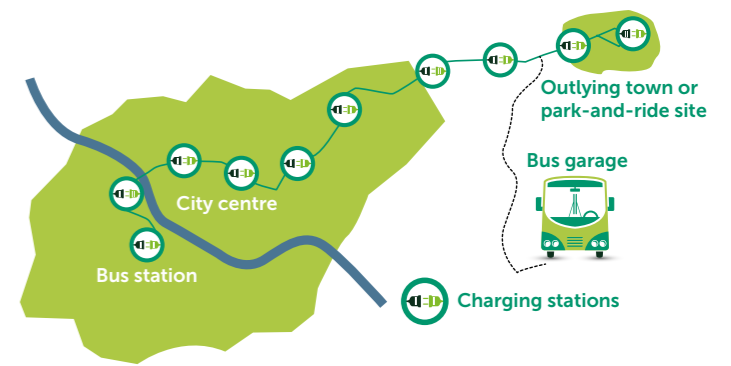 Outlying town or
park-and-ride site
Bus garage
City centre
Bus station
Charging stations